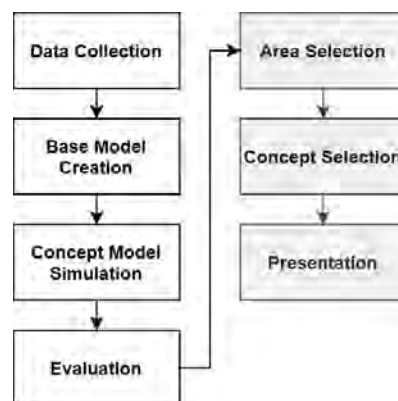 Data Collection
Base Model
Creation
Concept Model
Simulation
Evaluation
Area Selection
Concept Selection
Presentation